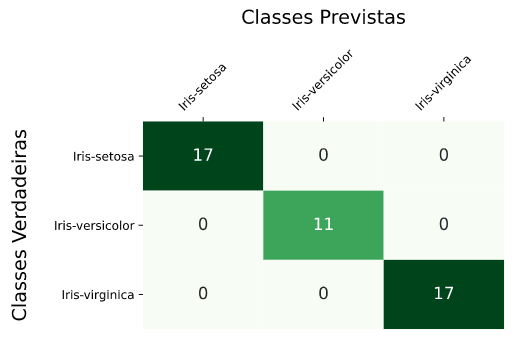 Classes Previstas
Iris-setosa
Iris-versicolor
Iris-virginica
Classes Verdadeiras
Iris-setosa 17 0 0
Iris-versicolor 0 11 0
Iris-virginica 0 0 17